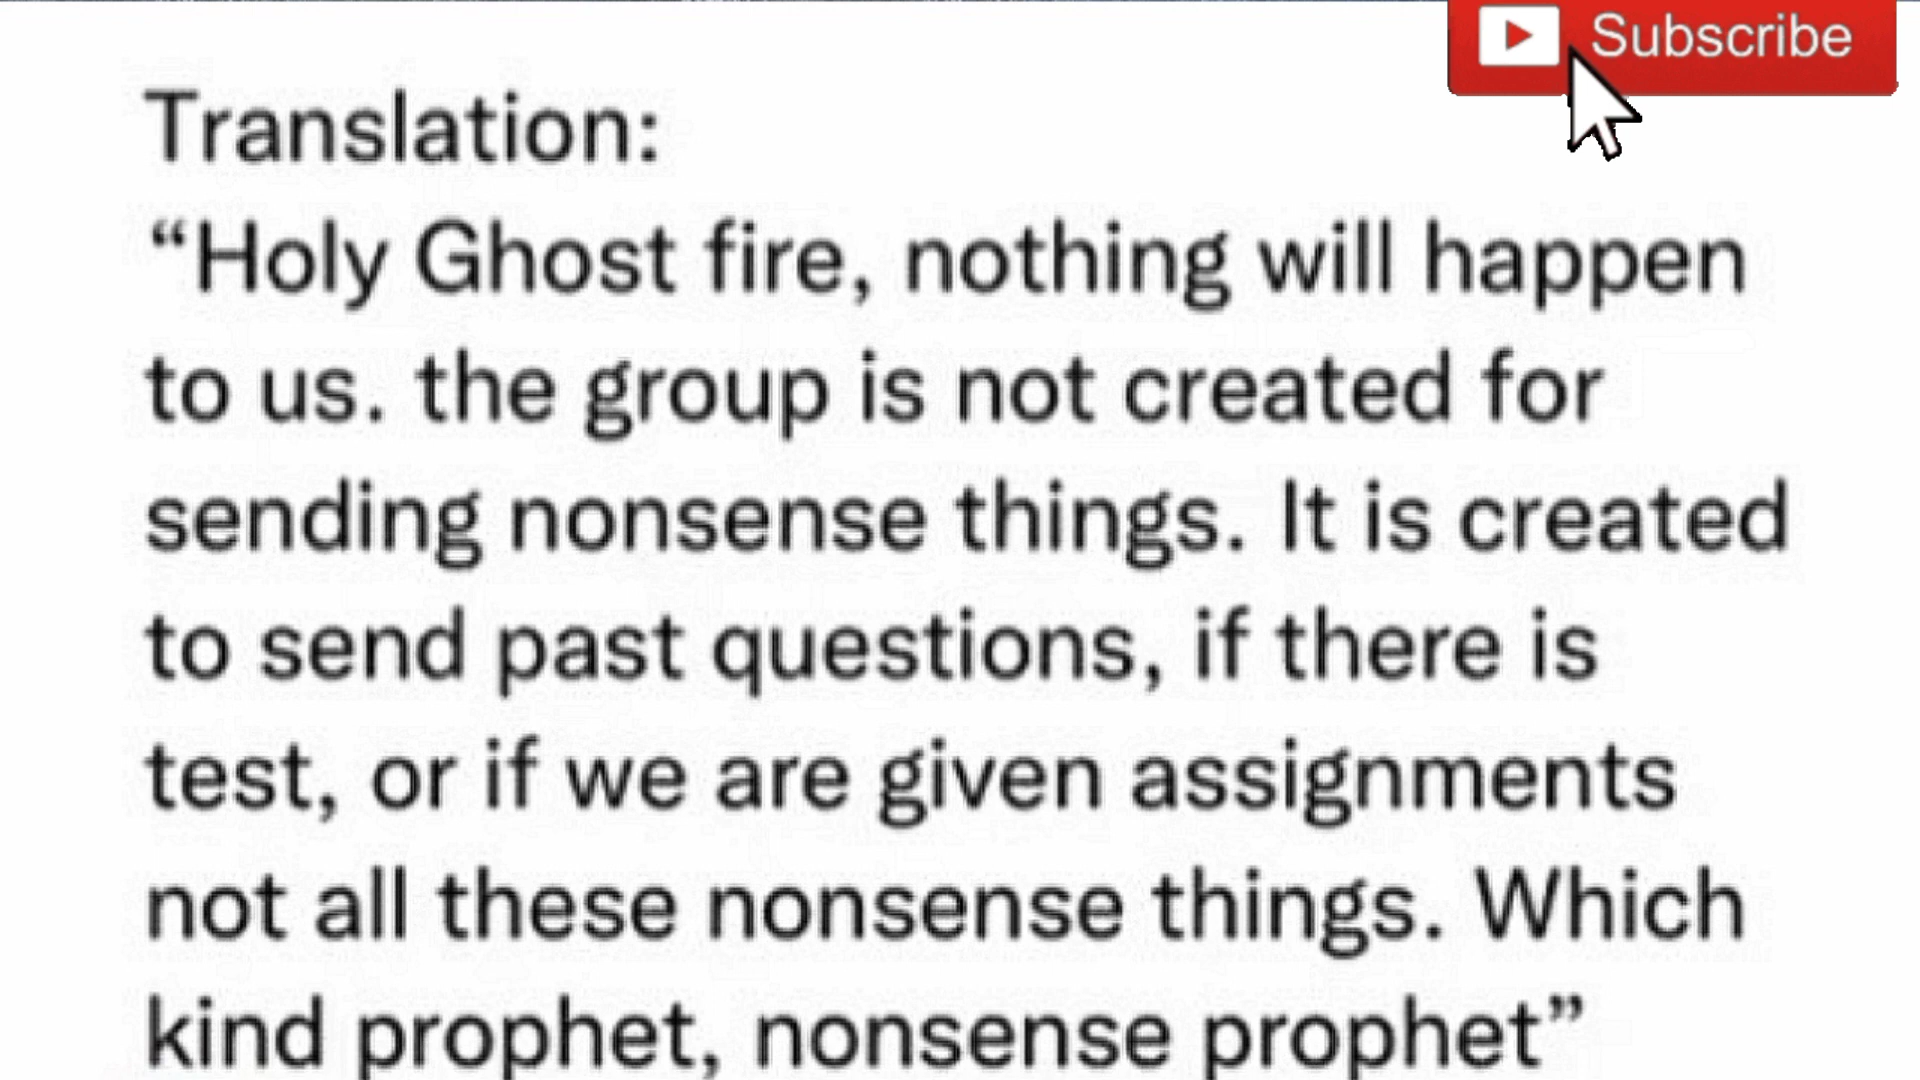 Subscribe
Translation:
“Holy Ghost fire, nothing will happen
to us. the group is not created for
sending nonsense things. It is created
to send past questions, if there is
test, or if we are given assignments
not all these nonsense things. Which
kind prophet, nonsense prophet”